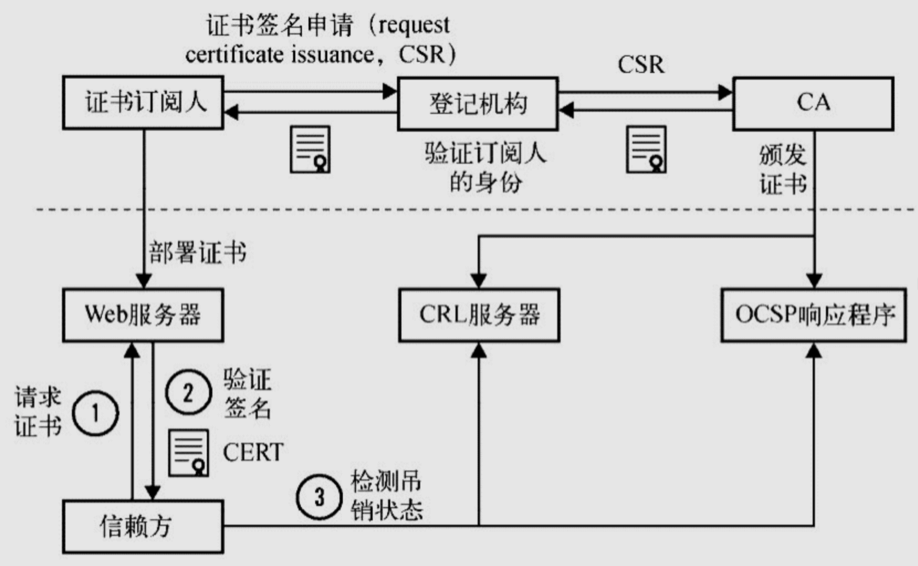 证书签名申请（request
certificate issuance，CSR）
CSR
证书订阅人
登记机构
CA
验证订阅人
的身份
颁发
证书
部署证书
Web服务器
CRL服务器
OCSP响应程序
请求
证书
1
2
验证
签名
CERT
3
检测吊
销状态
信赖方